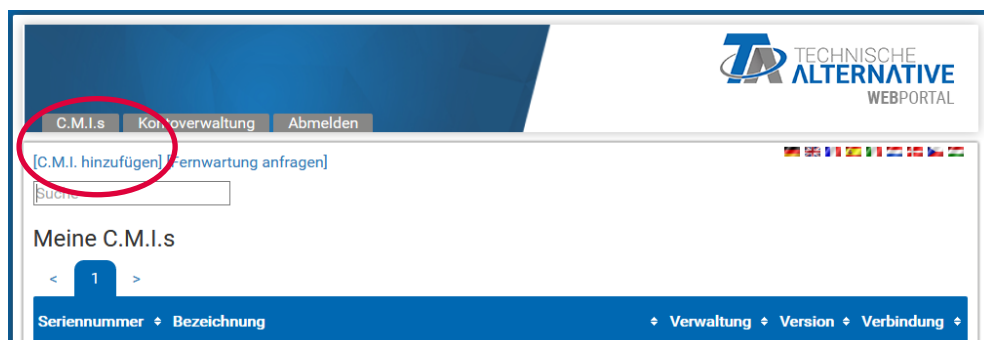 TECHNISCHE
ALTERNATIVE
WEBPORTAL
C.M.I.s Kontoverwaltung Abmelden
[C.M.I. hinzufügen] [Fernwartung anfragen]
Suche
Meine C.M.I.s
< 1 >
Seriennummer Bezeichnung Verwaltung Version Verbindung